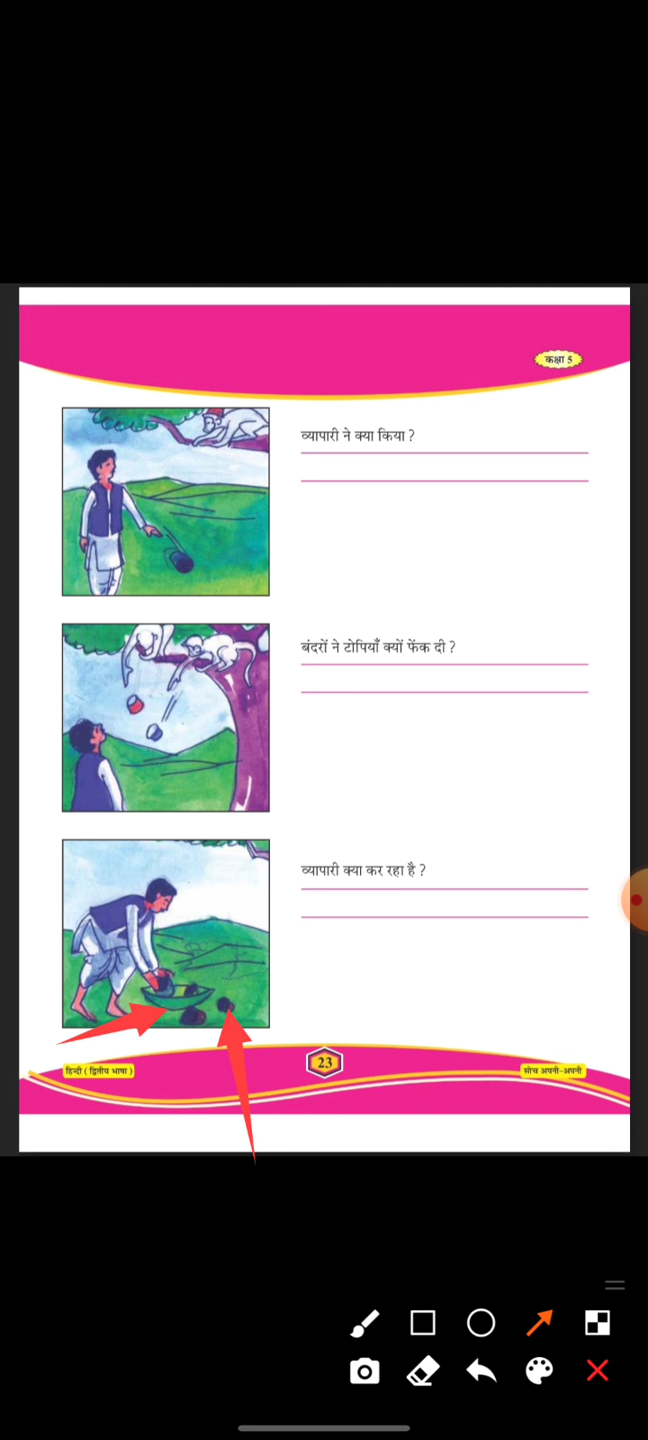 कक्षा 5
व्यापारी ने क्या किया ?
बंदरों ने टोपियाँ क्यों फेंक दी ?
व्यापारी क्या कर रहा है ?
हिन्दी ( द्वितीय भाषा )
23
सोच अपनी-अपनी